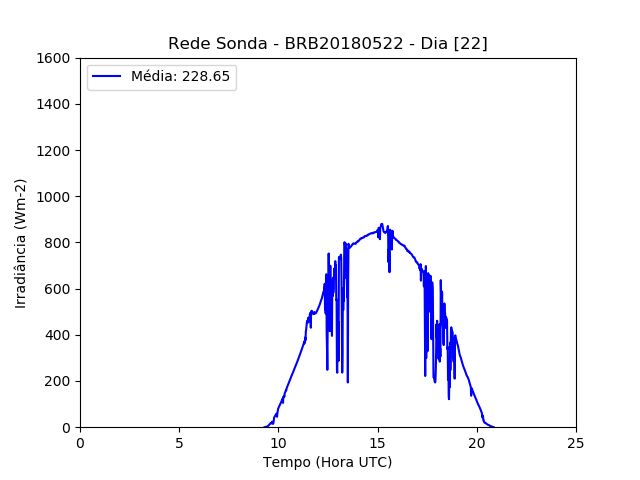 Rede Sonda - BRB20180522 - Dia [22]
Média: 228.65
1600
1400
1200
1000
800
600
400
200
0
Irradiância (Wm-2)
0 5 10 15 20 25
Tempo (Hora UTC)